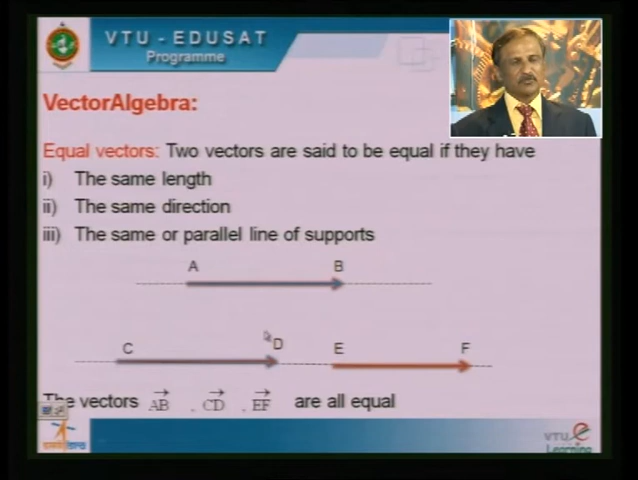 VTU - EDUSAT
Programme
VectorAlgebra:
Equal vectors: Two vectors are said to be equal if they have
i) The same length
ii) The same direction
iii) The same or parallel line of supports
A B
C D E F
The vectors AB , CD , EF are all equal
VTU e
Learning